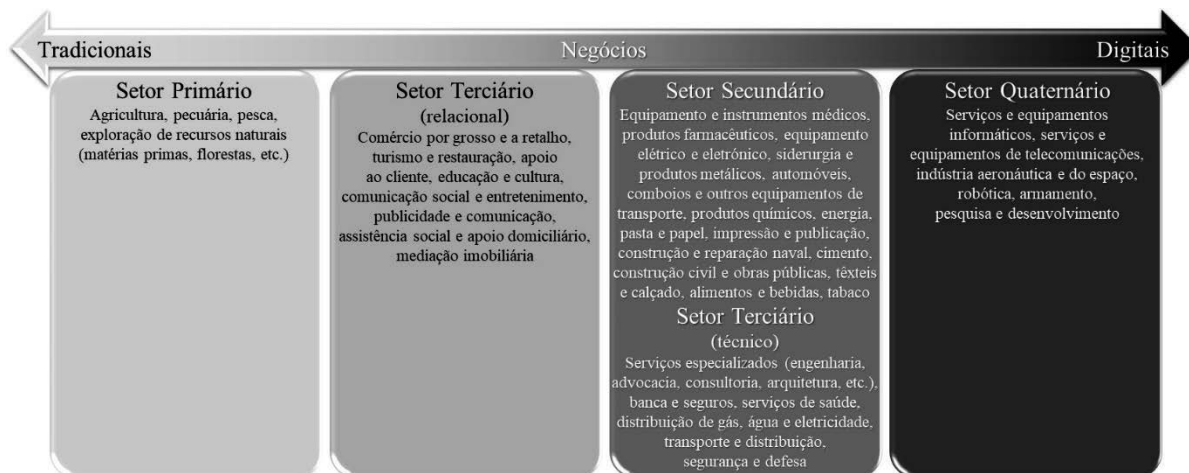 Tradicionais
Negócios
Digitais
Setor Primário
Agricultura, pecuária, pesca,
exploração de recursos naturais
(matérias primas, florestas, etc.)
Setor Terciário
(relacional)
Comércio por grosso e a retalho,
turismo e restauração, apoio
ao cliente, educação e cultura,
comunicação social e entretenimento,
publicidade e comunicação,
assistência social e apoio domiciliário,
mediação imobiliária
Setor Secundário
Equipamento e instrumentos médicos,
produtos farmacêuticos, equipamento
elétrico e eletrónico, siderurgia e
produtos metálicos, automóveis,
comboios e outros equipamentos de
transporte, produtos químicos, energia,
pasta e papel, impressão e publicação,
construção e reparação naval, cimento,
construção civil e obras públicas, têxteis
e calçado, alimentos e bebidas, tabaco
Setor Terciário
(técnico)
Serviços especializados (engenharia,
advocacia, consultoria, arquitetura, etc.),
banca e seguros, serviços de saúde,
distribuição de gás, água e eletricidade,
transporte e distribuição,
segurança e defesa
Setor Quaternário
Serviços e equipamentos
informáticos, serviços e
equipamentos de telecomunicações,
indústria aeronáutica e do espaço,
robótica, armamento,
pesquisa e desenvolvimento